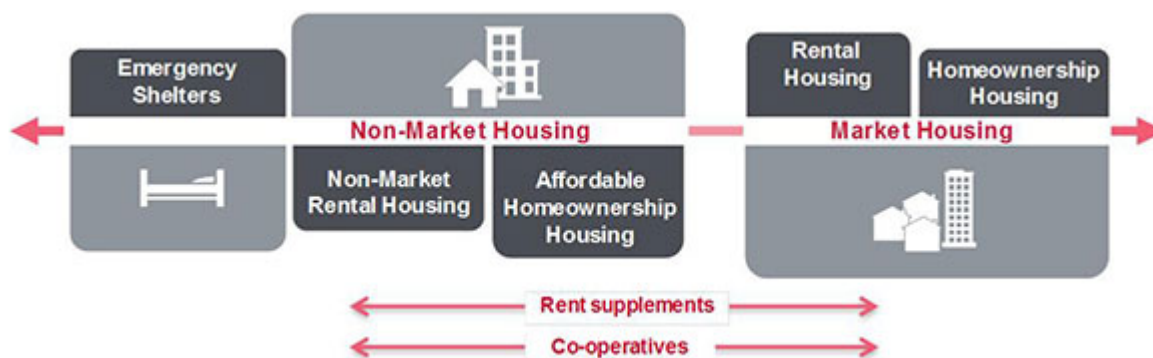 Emergency
Shelters
Non-Market Housing
Non-Market
Rental Housing
Affordable
Homeownership
Housing
Rental
Housing
Homeownership
Housing
Market Housing
Rent supplements
Co-operatives